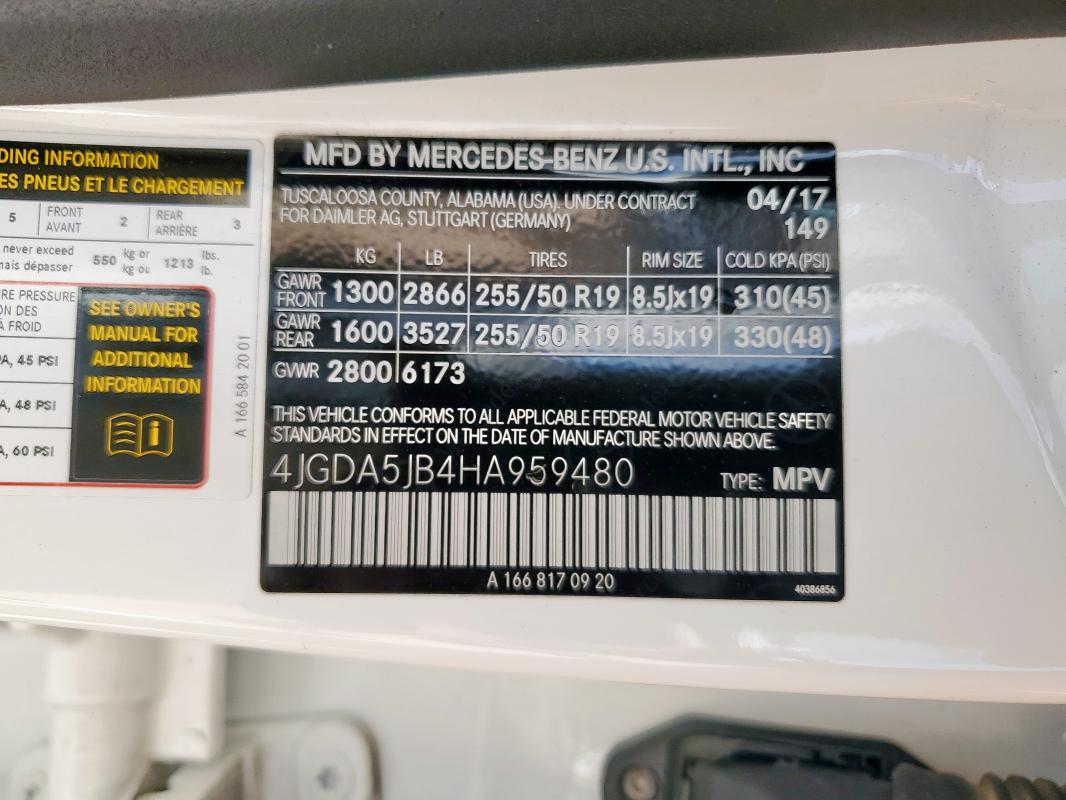 DING INFORMATION
ES PNEUS ET LE CHARGEMENT
5 FRONT AVANT 2 REAR ARRIÈRE 3
never exceed
mais dépasser
550 kg or kg ou 1213 lbs. lb.
RE PRESSURE
ON DES
À FROID
A, 45 PSI
A, 48 PSI
A, 60 PSI
SEE OWNER'S
MANUAL FOR
ADDITIONAL
INFORMATION
i
A 166 584 20 01
MFD BY MERCEDES-BENZ U.S. INTL., INC
TUSCALOOSA COUNTY, ALABAMA (USA). UNDER CONTRACT 04/17
FOR DAIMLER AG, STUTTGART (GERMANY) 149
KG LB TIRES RIM SIZE COLD KPA (PSI)
GAWR FRONT 1300 2866 255/50 R19 8.5Jx19 310(45)
GAWR REAR 1600 3527 255/50 R19 8.5Jx19 330(48)
GVWR 2800 6173
THIS VEHICLE CONFORMS TO ALL APPLICABLE FEDERAL MOTOR VEHICLE SAFETY
STANDARDS IN EFFECT ON THE DATE OF MANUFACTURE SHOWN ABOVE.
4JGDA5JB4HA959480 TYPE: MPV
A 166 817 09 20
40386856